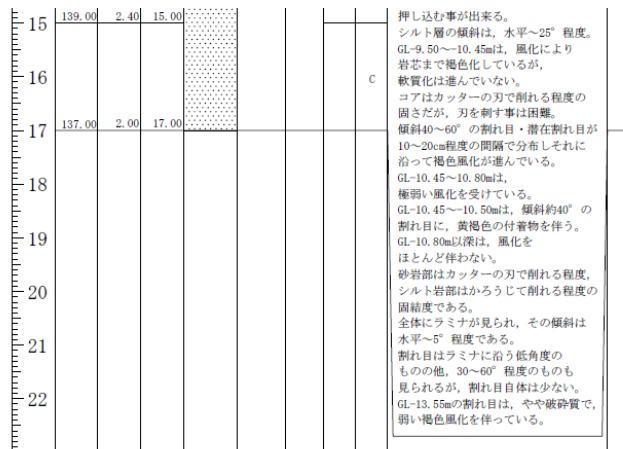 15
139.00 2.40 15.00
16
C
137.00 2.00 17.00
17
18
19
20
21
22
押し込む事が出来る。
シルト層の傾斜は，水平～25°程度。
GL-9.50～-10.45mは，風化により
岩芯まで褐色化しているが，
軟質化は進んでいない。
コアはカッターの刃で削れる程度の
固さだが，刃を刺す事は困難。
傾斜40～60°の割れ目・潜在割れ目が
10～20cm程度の間隔で分布しそれに
沿って褐色風化が進んでいる。
GL-10.45～10.80mは，
極弱い風化を受けている。
GL-10.45～-10.50mは，傾斜約40°の
割れ目に，黄褐色の付着物を伴う。
GL-10.80m以深は，風化を
ほとんど伴わない。
砂岩部はカッターの刃で削れる程度，
シルト岩部はかろうじて削れる程度の
固結度である。
全体にラミナが見られ，その傾斜は
水平～5°程度である。
割れ目はラミナに沿う低角度の
ものの他，30～60°程度のものも
見られるが，割れ目自体は少ない。
GL-13.55mの割れ目は，やや破砕質で，
弱い褐色風化を伴っている。